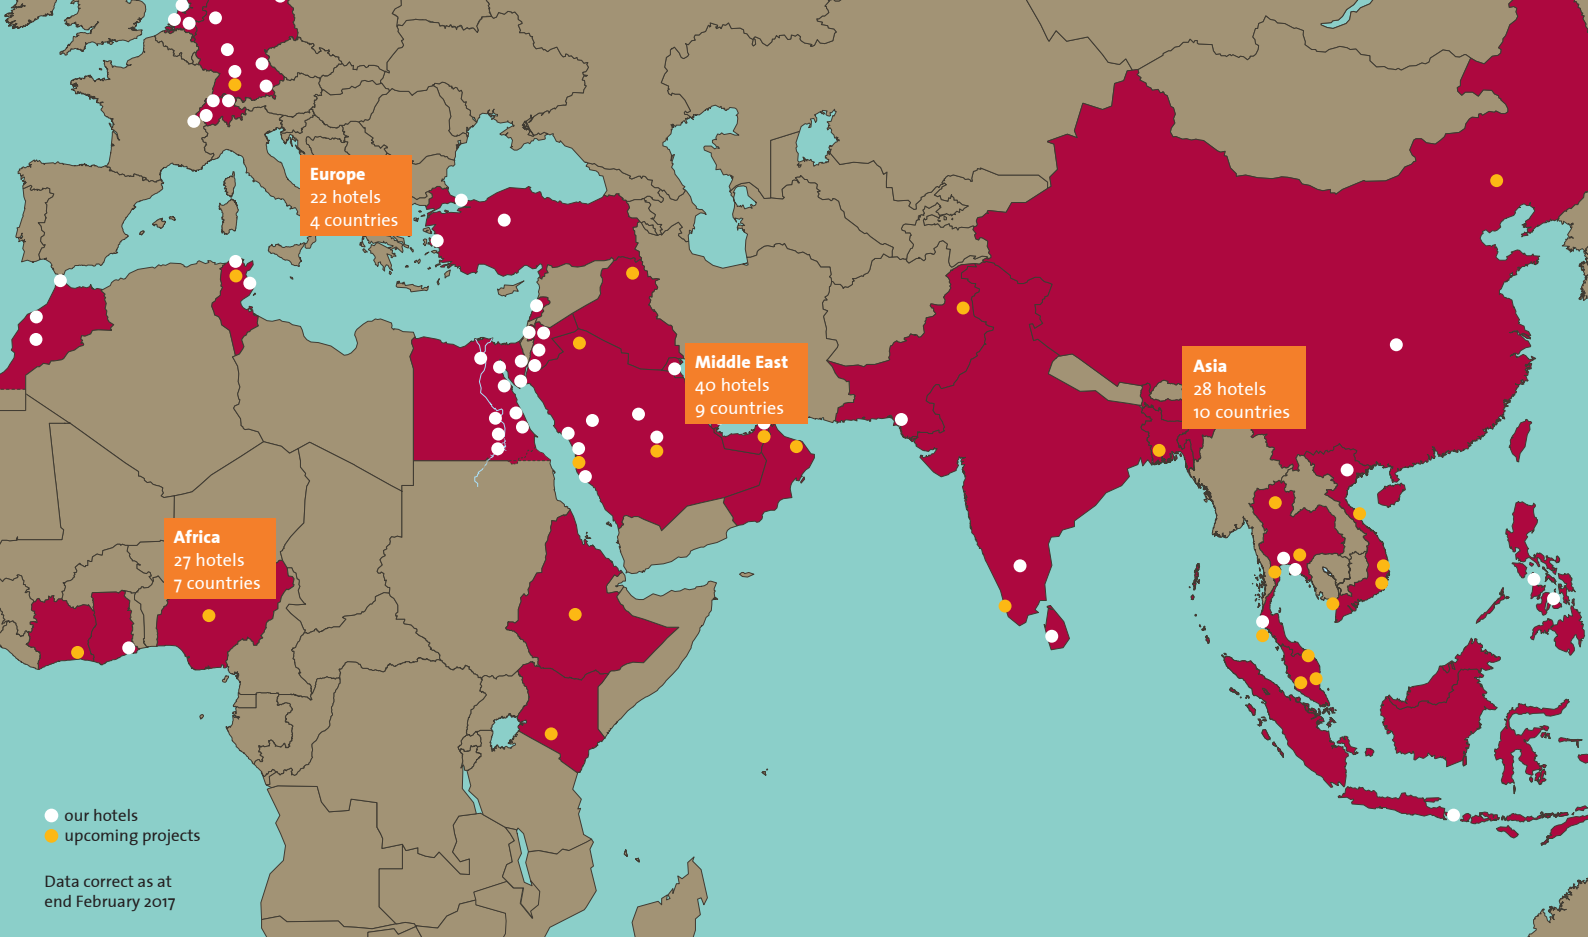 Europe
22 hotels
4 countries
Middle East
40 hotels
9 countries
Asia
28 hotels
10 countries
Africa
27 hotels
7 countries
our hotels
upcoming projects
Data correct as at
end February 2017